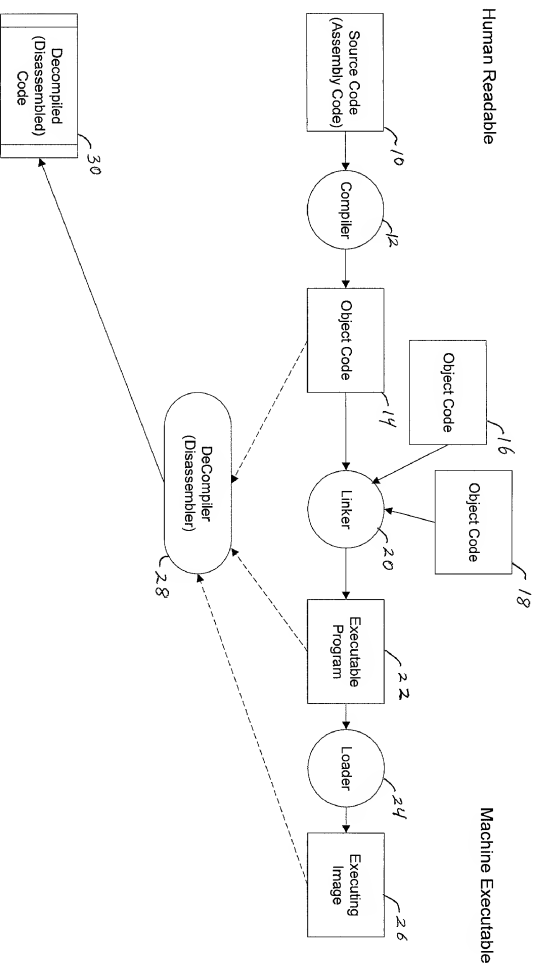 Human Readable
Machine Executable
Object Code
16
Object Code
18
Source Code
(Assembly Code)
10
Compiler
12
Object Code
14
Linker
20
Executable
Program
22
Loader
24
Executing
Image
26
DeCompiler
(Disassembler)
28
Decompiled
(Disassembled)
Code
30